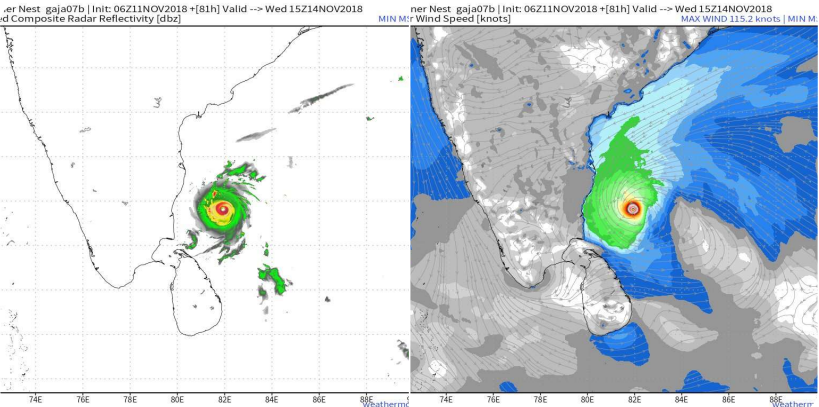 er Nest gaja07b | Init: 06Z11NOV2018 +[81h] Valid --> Wed 15Z14NOV2018
d Composite Radar Reflectivity [dbz] MIN M
74E 76E 78E 80E 82E 84E 86E 88E
weatherm
ner Nest gaja07b | Init: 06Z11NOV2018 +[81h] Valid --> Wed 15Z14NOV2018
r Wind Speed [knots] MAX WIND 115.2 knots | MIN M
74E 76E 78E 80E 82E 84E 86E 88E
weatherm